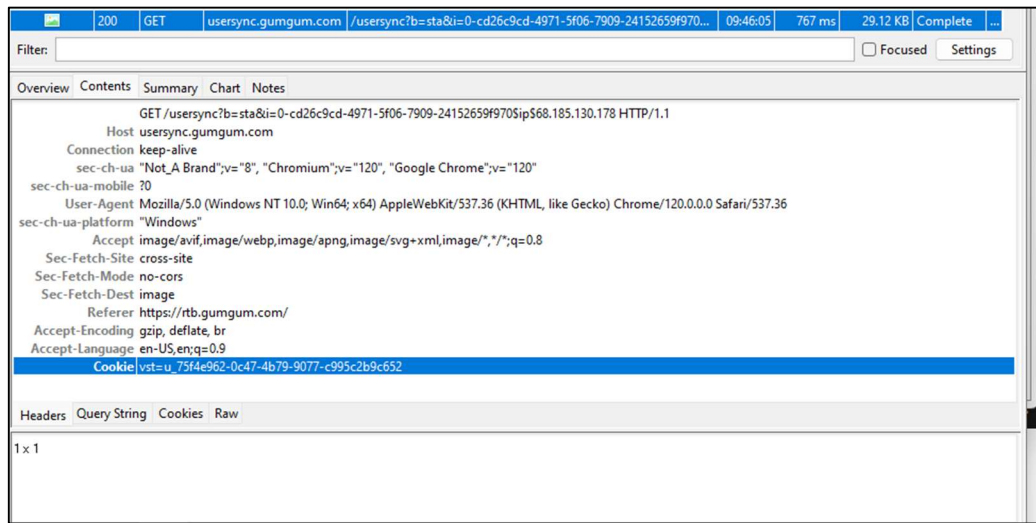 200 GET usersync.gumgum.com /usersync?b=sta&i=0-cd26c9cd-4971-5f06-7909-24152659f970... 09:46:05 767 ms 29.12 KB Complete ...
Filter: Focused Settings
Overview Contents Summary Chart Notes
GET /usersync?b=sta&i=0-cd26c9cd-4971-5f06-7909-24152659f970$ip$68.185.130.178 HTTP/1.1
Host usersync.gumgum.com
Connection keep-alive
sec-ch-ua "Not_A Brand";v="8", "Chromium";v="120", "Google Chrome";v="120"
sec-ch-ua-mobile ?0
User-Agent Mozilla/5.0 (Windows NT 10.0; Win64; x64) AppleWebKit/537.36 (KHTML, like Gecko) Chrome/120.0.0.0 Safari/537.36
sec-ch-ua-platform "Windows"
Accept image/avif,image/webp,image/apng,image/svg+xml,image/*,*/*;q=0.8
Sec-Fetch-Site cross-site
Sec-Fetch-Mode no-cors
Sec-Fetch-Dest image
Referer https://rtb.gumgum.com/
Accept-Encoding gzip, deflate, br
Accept-Language en-US,en;q=0.9
Cookie vst=u_75f4e962-0c47-4b79-9077-c995c2b9c652
Headers Query String Cookies Raw
1 x 1